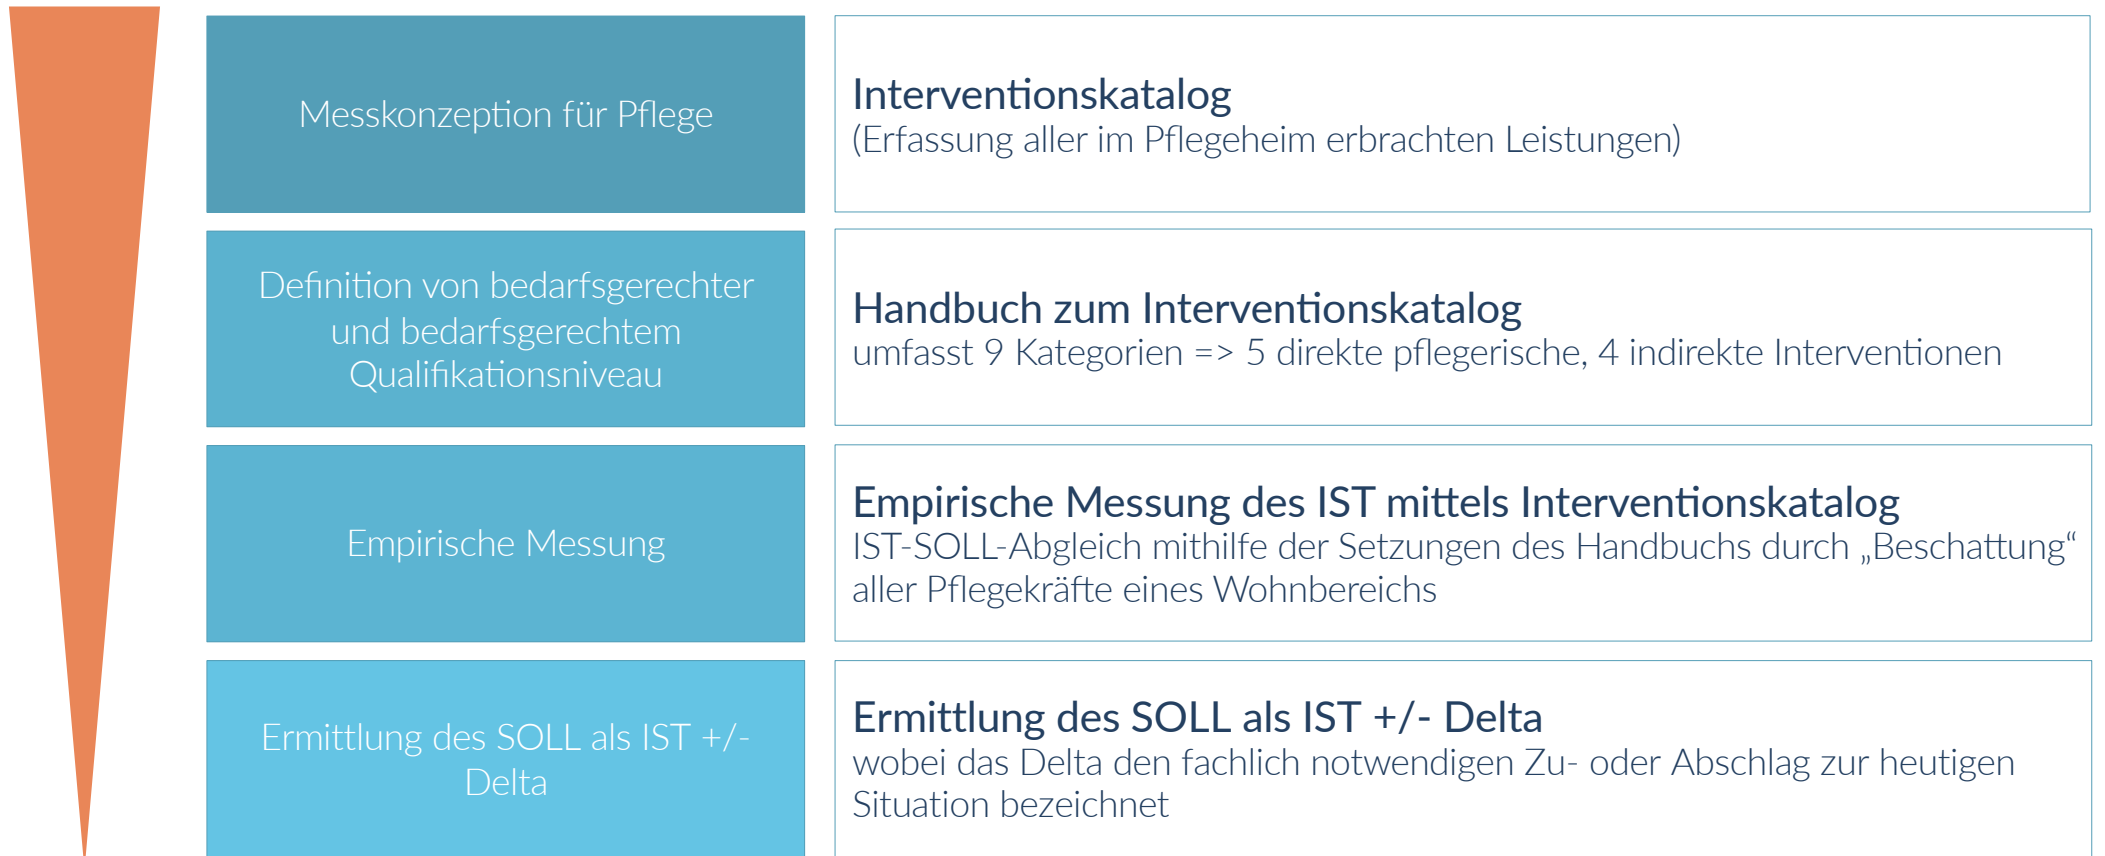 Messkonzeption für Pflege
Interventionskatalog
(Erfassung aller im Pflegeheim erbrachten Leistungen)
Definition von bedarfsgerechter
und bedarfsgerechtem
Qualifikationsniveau
Handbuch zum Interventionskatalog
umfasst 9 Kategorien => 5 direkte pflegerische, 4 indirekte Interventionen
Empirische Messung
Empirische Messung des IST mittels Interventionskatalog
IST-SOLL-Abgleich mithilfe der Setzungen des Handbuchs durch „Beschattung“
aller Pflegekräfte eines Wohnbereichs
Ermittlung des SOLL als IST +/-
Delta
Ermittlung des SOLL als IST +/- Delta
wobei das Delta den fachlich notwendigen Zu- oder Abschlag zur heutigen
Situation bezeichnet